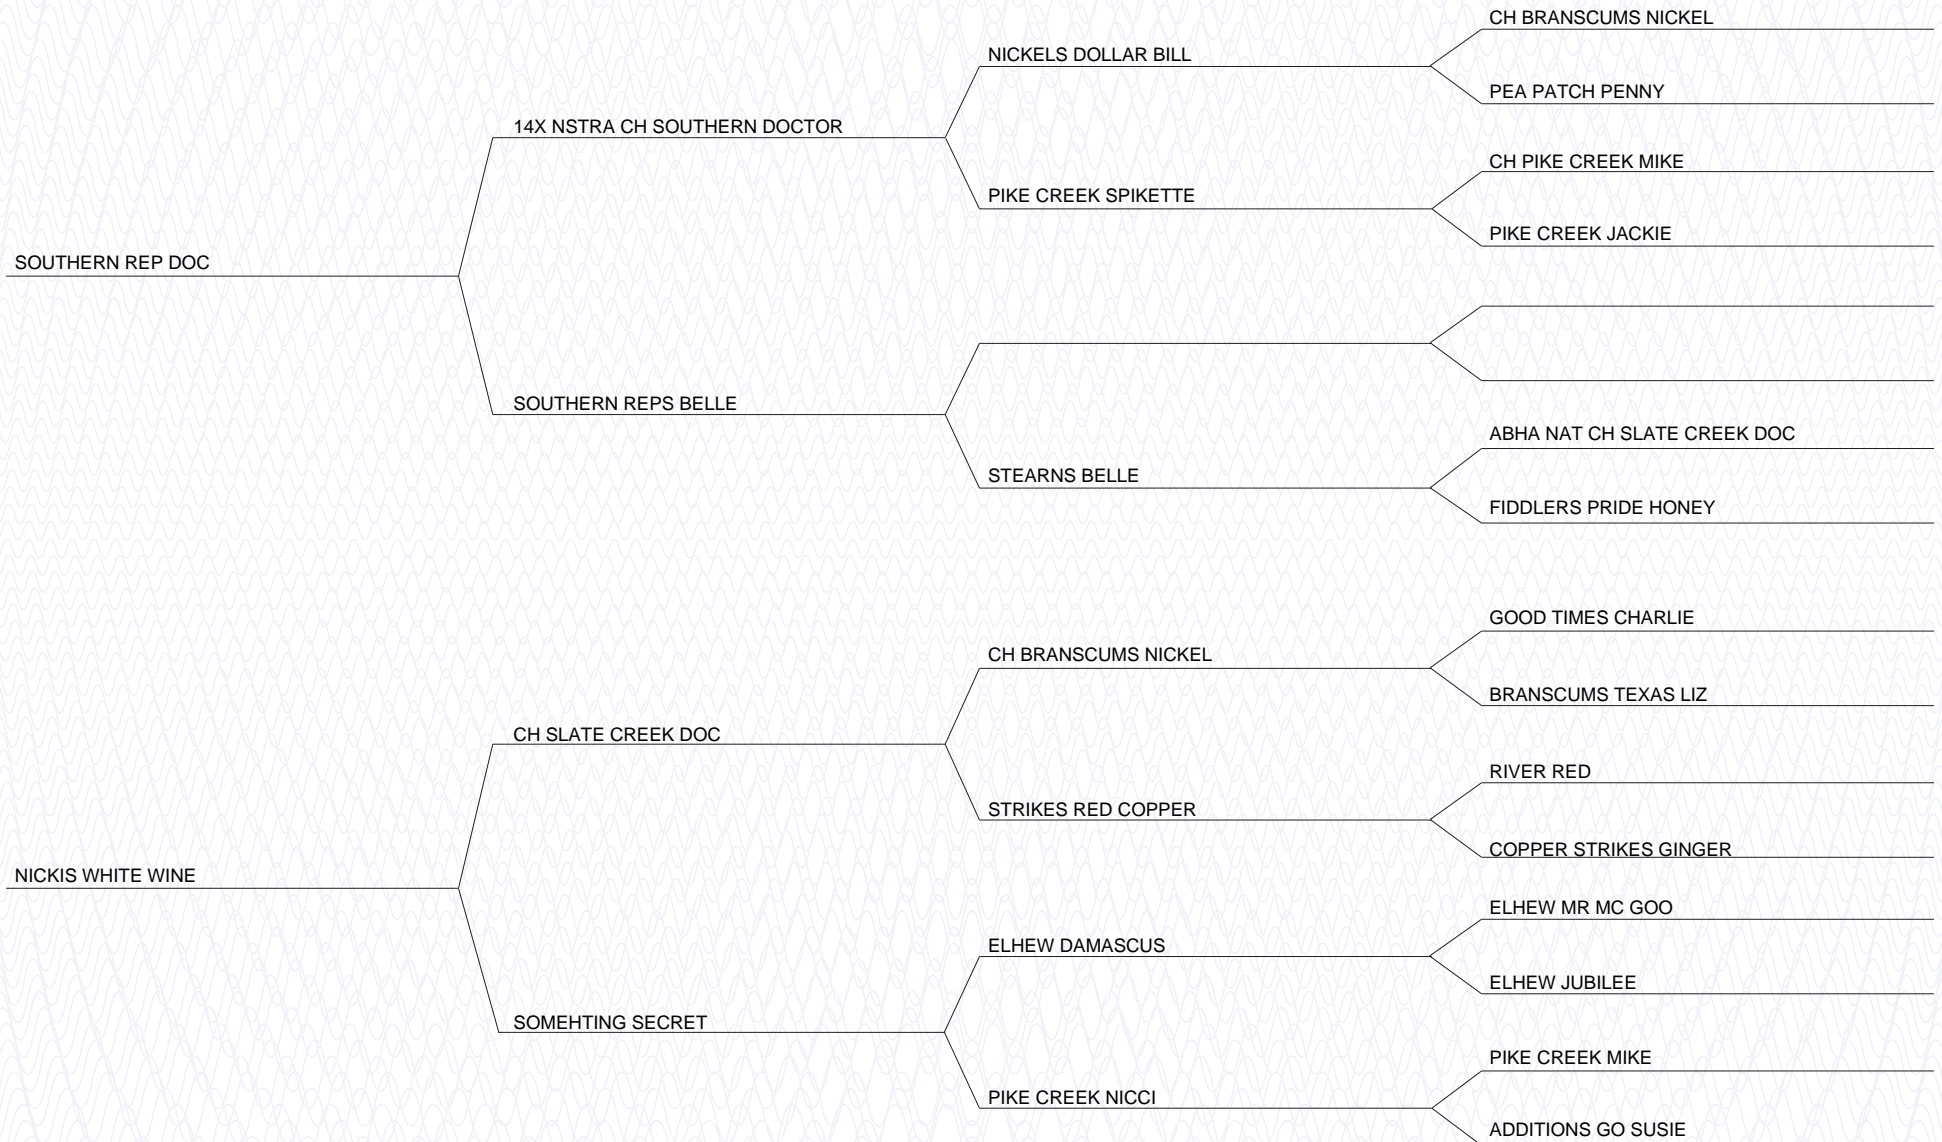 CH BRANSCUMS NICKEL
NICKELS DOLLAR BILL
PEA PATCH PENNY
14X NSTRA CH SOUTHERN DOCTOR
CH PIKE CREEK MIKE
PIKE CREEK SPIKETTE
PIKE CREEK JACKIE
SOUTHERN REP DOC
SOUTHERN REPS BELLE
ABHA NAT CH SLATE CREEK DOC
STEARNS BELLE
FIDDLERS PRIDE HONEY
GOOD TIMES CHARLIE
CH BRANSCUMS NICKEL
BRANSCUMS TEXAS LIZ
CH SLATE CREEK DOC
RIVER RED
STRIKES RED COPPER
COPPER STRIKES GINGER
NICKIS WHITE WINE
ELHEW MR MC GOO
ELHEW DAMASCUS
ELHEW JUBILEE
SOMEHTING SECRET
PIKE CREEK MIKE
PIKE CREEK NICCI
ADDITIONS GO SUSIE